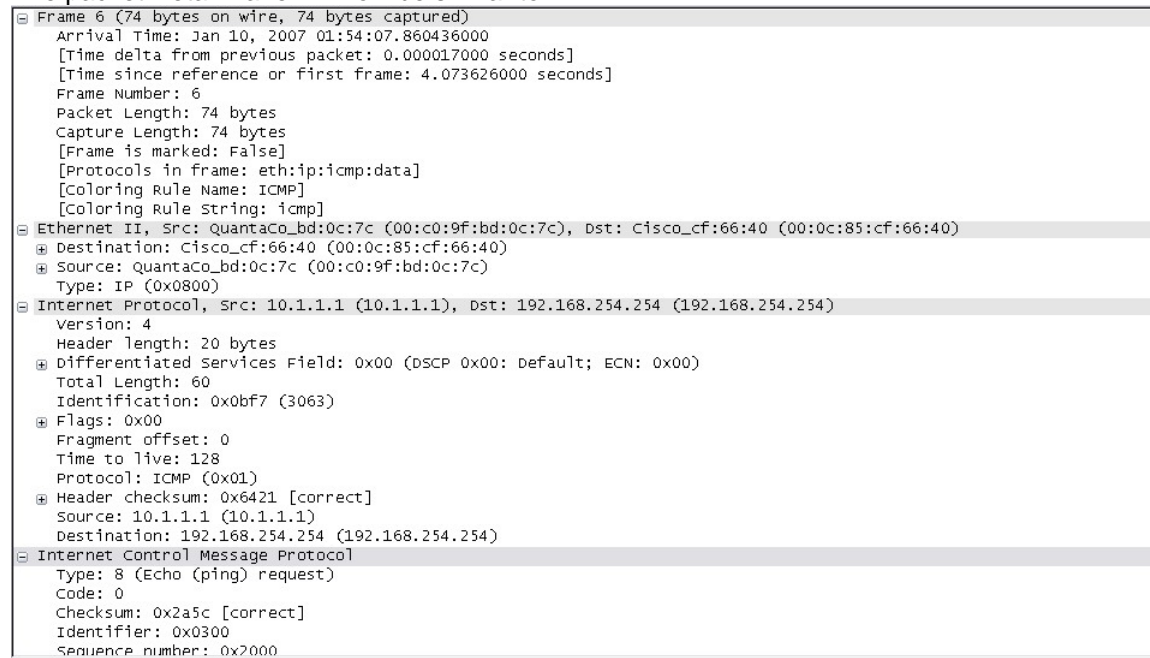 Frame 6 (74 bytes on wire, 74 bytes captured)
Arrival Time: Jan 10, 2007 01:54:07.860436000
[Time delta from previous packet: 0.000017000 seconds]
[Time since reference or first frame: 4.073626000 seconds]
Frame Number: 6
Packet Length: 74 bytes
Capture Length: 74 bytes
[Frame is marked: False]
[Protocols in frame: eth:ip:icmp:data]
[Coloring Rule Name: ICMP]
[Coloring Rule String: icmp]
Ethernet II, Src: QuantaCo_bd:0c:7c (00:c0:9f:bd:0c:7c), Dst: Cisco_cf:66:40 (00:0c:85:cf:66:40)
Destination: Cisco_cf:66:40 (00:0c:85:cf:66:40)
Source: QuantaCo_bd:0c:7c (00:c0:9f:bd:0c:7c)
Type: IP (0x0800)
Internet Protocol, Src: 10.1.1.1 (10.1.1.1), Dst: 192.168.254.254 (192.168.254.254)
Version: 4
Header length: 20 bytes
Differentiated Services Field: 0x00 (DSCP 0x00: Default; ECN: 0x00)
Total Length: 60
Identification: 0x0bf7 (3063)
Flags: 0x00
Fragment offset: 0
Time to live: 128
Protocol: ICMP (0x01)
Header checksum: 0x6421 [correct]
Source: 10.1.1.1 (10.1.1.1)
Destination: 192.168.254.254 (192.168.254.254)
Internet Control Message Protocol
Type: 8 (Echo (ping) request)
Code: 0
Checksum: 0x2a5c [correct]
Identifier: 0x0300
Sequence number: 0x2000